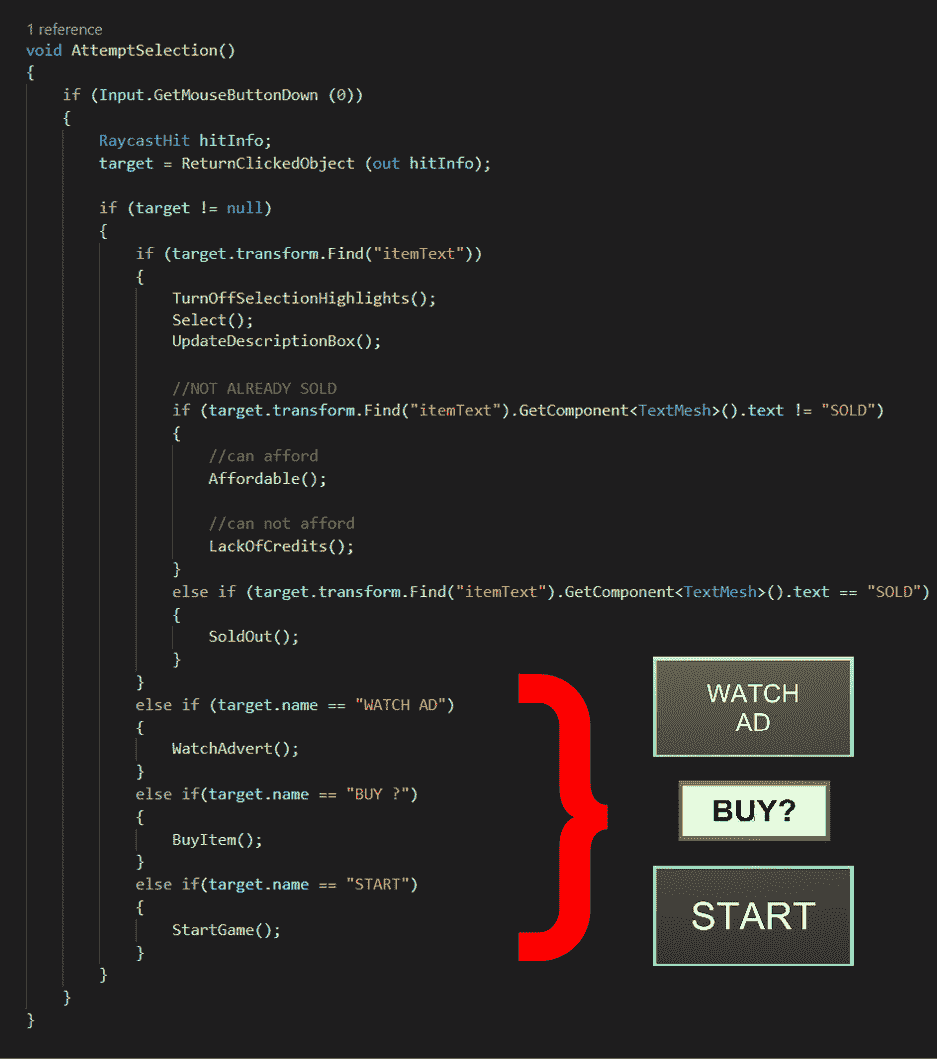 1 reference
void AttemptSelection()
{
if (Input.GetMouseButtonDown (0))
{
RaycastHit hitInfo;
target = ReturnClickedObject (out hitInfo);
if (target != null)
{
if (target.transform.Find("itemText"))
{
TurnOffSelectionHighlights();
Select();
UpdateDescriptionBox();
//NOT ALREADY SOLD
if (target.transform.Find("itemText").GetComponent<TextMesh>().text != "SOLD")
{
//can afford
Affordable();
//can not afford
LackOfCredits();
}
else if (target.transform.Find("itemText").GetComponent<TextMesh>().text == "SOLD")
{
SoldOut();
}
}
else if (target.name == "WATCH AD")
{
WatchAdvert();
}
else if(target.name == "BUY ?")
{
BuyItem();
}
else if(target.name == "START")
{
StartGame();
}
}
}
}
WATCH
AD
BUY?
START